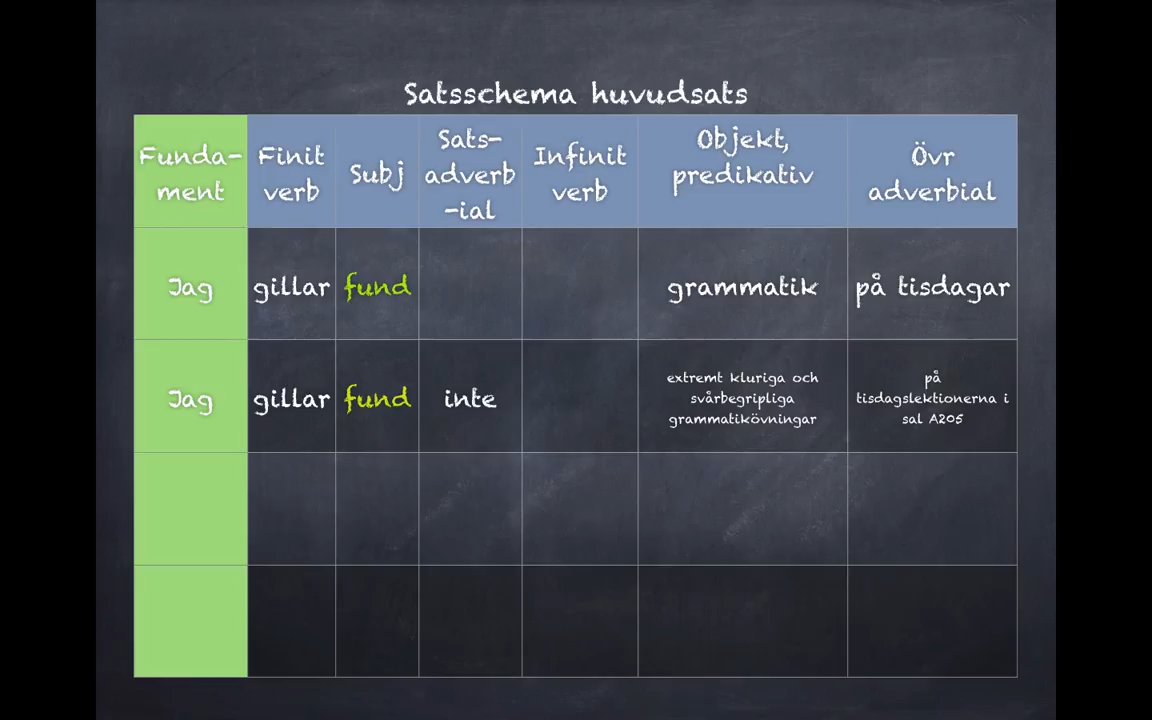 Satsschema huvudsats
Funda-
ment
Finit
verb
Subj
Sats-
adverb
-ial
Infinit
verb
Objekt,
predikativ
Övr
adverbial
Jag
gillar
fund
grammatik
på tisdagar
Jag
gillar
fund
inte
extremt kluriga och
svårbegripliga
grammatikövningar
på
tisdagslektionerna i
sal A205